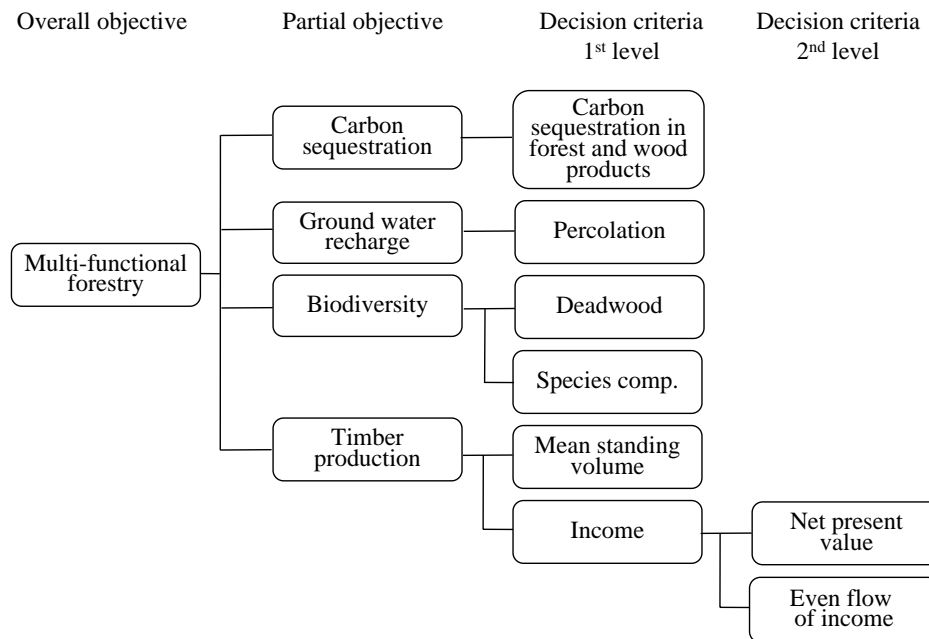 Overall objective
Partial objective
Decision criteria
1st level
Decision criteria
2nd level
Carbon
sequestration
Carbon
sequestration in
forest and wood
products
Ground water
recharge
Percolation
Multi-functional
forestry
Biodiversity
Deadwood
Species comp.
Timber
production
Mean standing
volume
Income
Net present
value
Even flow
of income